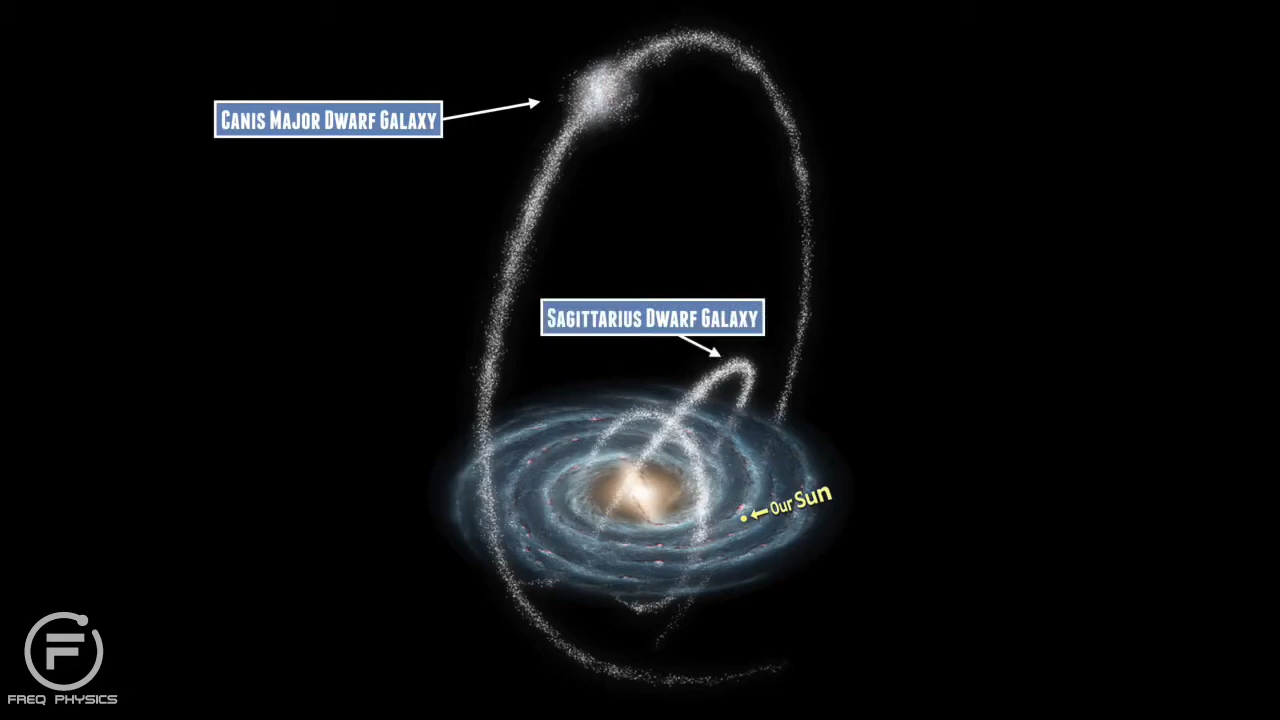 Canis Major Dwarf Galaxy
Sagittarius Dwarf Galaxy
Our Sun
F
FREQ PHYSICS